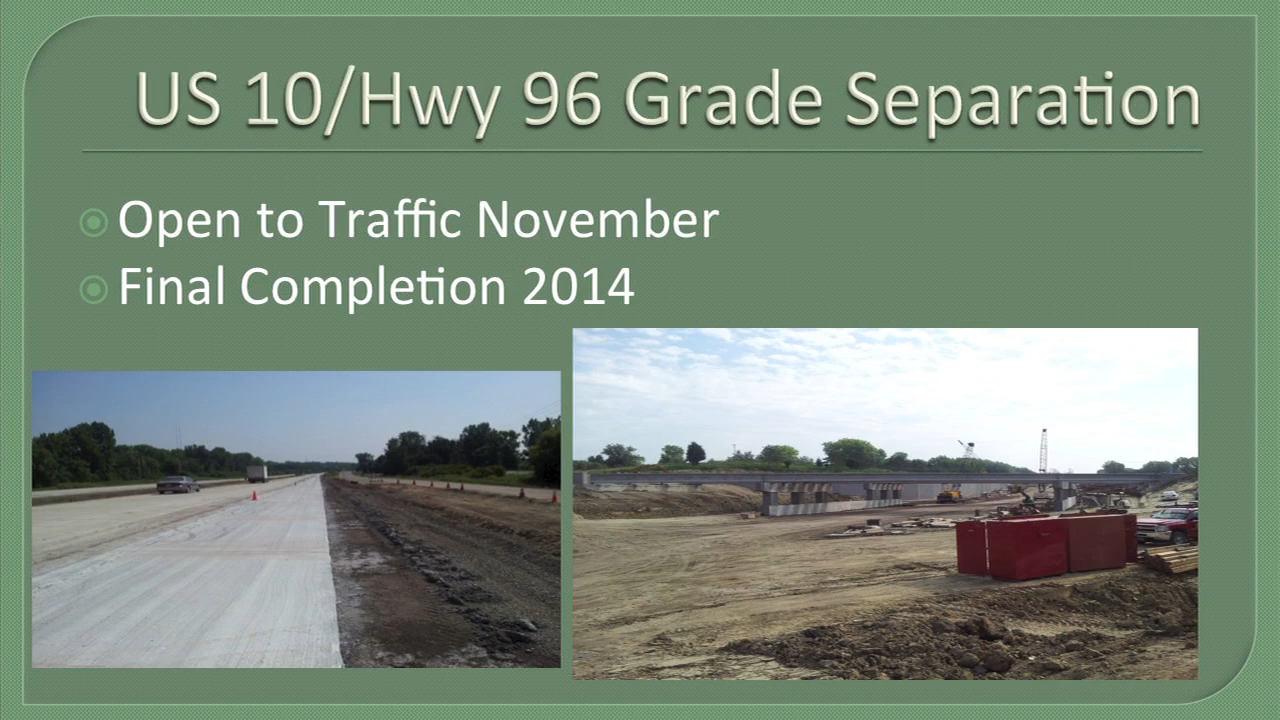 US 10/Hwy 96 Grade Separation
Open to Traffic November
Final Completion 2014